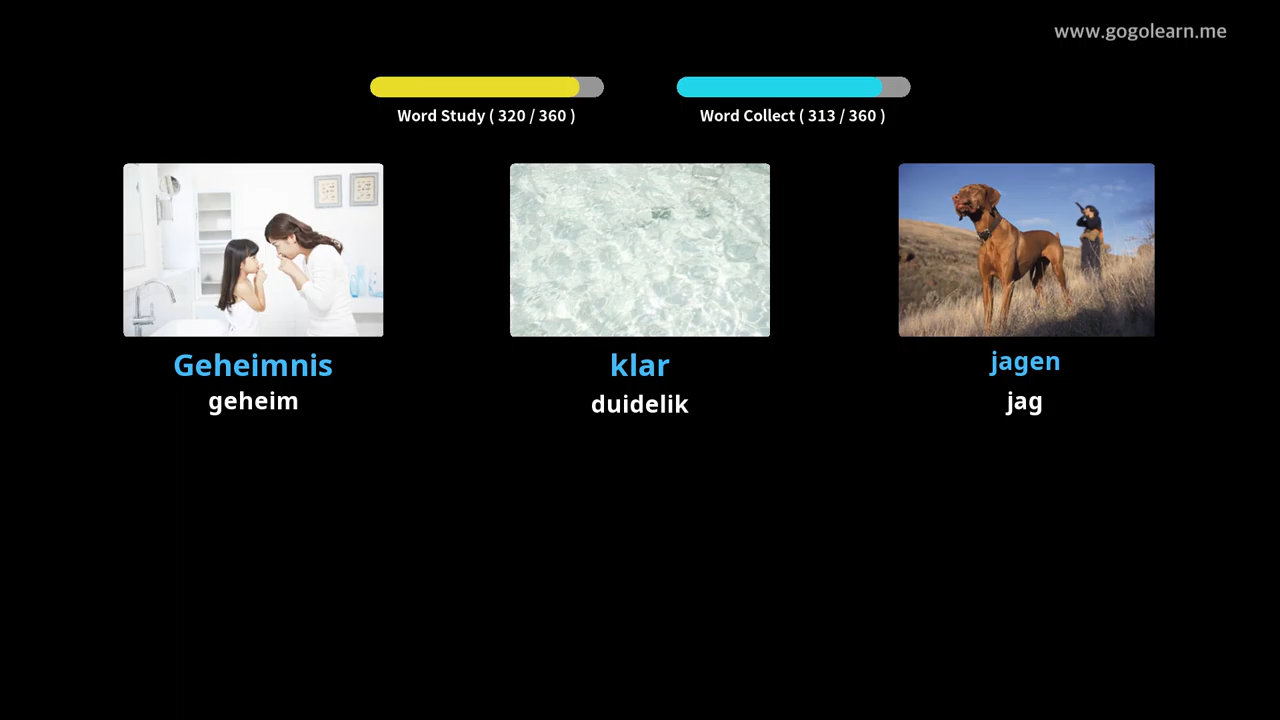 www.gogolearn.me
Word Study ( 320 / 360 )
Word Collect ( 313 / 360 )
Geheimnis
geheim
klar
duidelik
jagen
jag